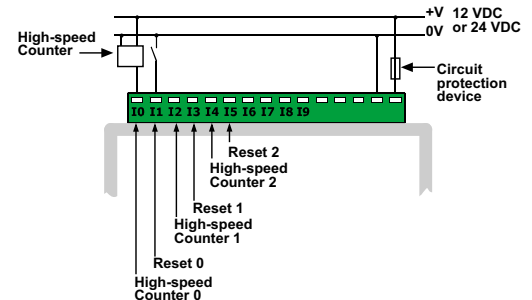 +V 12 VDC
0V or 24 VDC
High-speed
Counter
Circuit
protection
device
I0 I1 I2 I3 I4 I5 I6 I7 I8 I9
Reset 2
High-speed
Counter 2
Reset 1
High-speed
Counter 1
Reset 0
High-speed
Counter 0